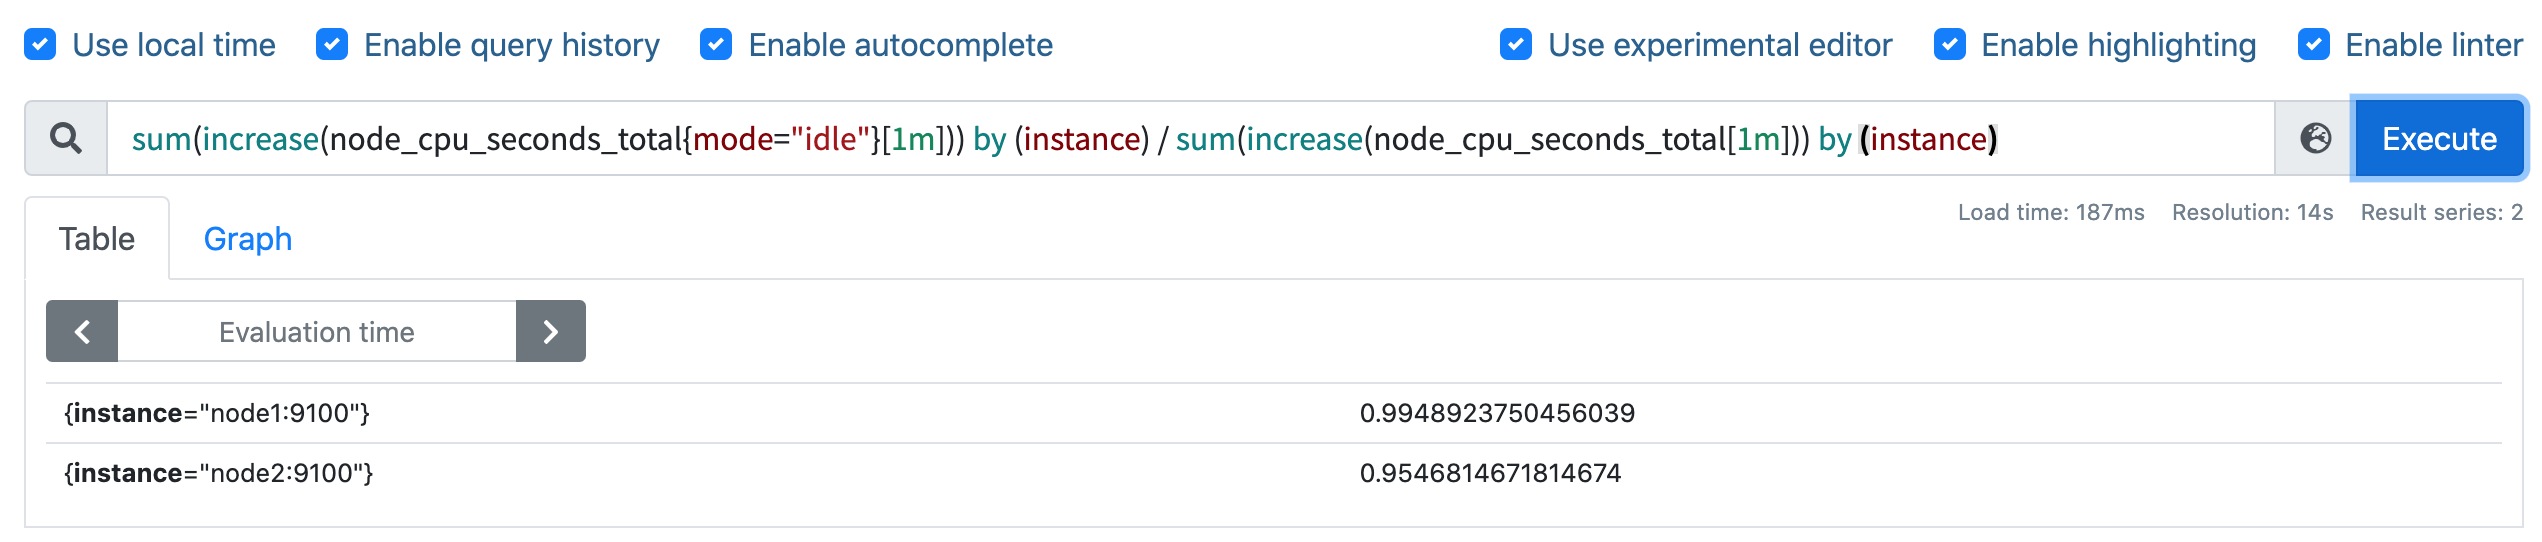 Use local time Enable query history Enable autocomplete Use experimental editor Enable highlighting Enable linter
sum(increase(node_cpu_seconds_total{mode="idle"}[1m])) by (instance) / sum(increase(node_cpu_seconds_total[1m])) by (instance) Execute
Load time: 187ms Resolution: 14s Result series: 2
Table Graph
Evaluation time
{instance="node1:9100"} 0.9948923750456039
{instance="node2:9100"} 0.9546814671814674